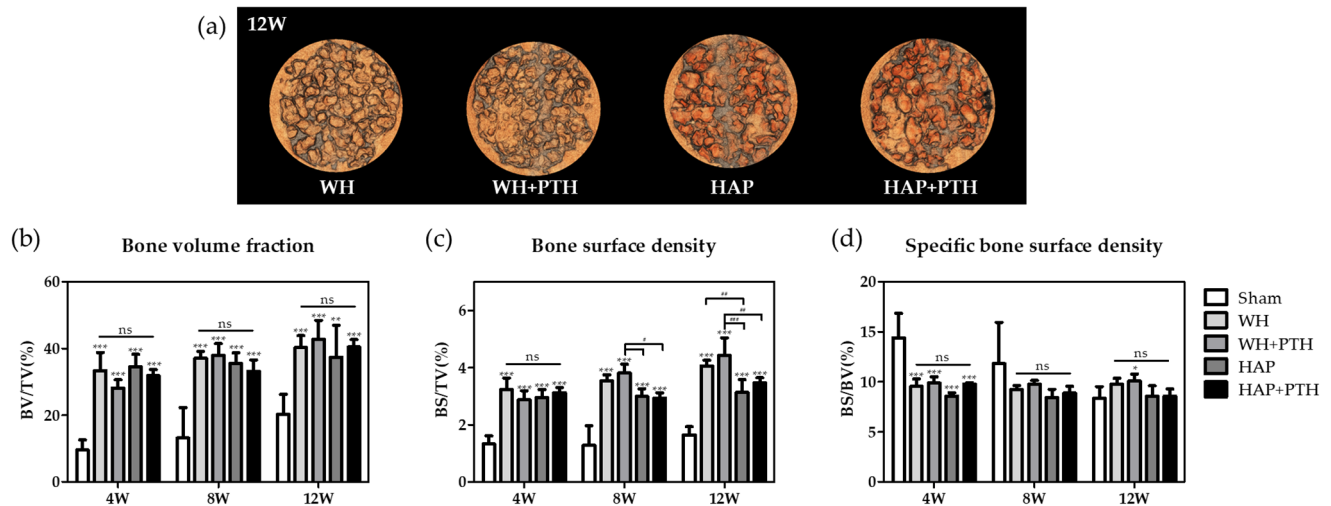 (a)
12W
WH WH+PTH HAP HAP+PTH
(b) Bone volume fraction
BV/TV(%)
60
40
20
0
ns ns ns
*** *** *** ***
*** *** *** ***
*** *** ** ***
4W 8W 12W
(c) Bone surface density
BS/TV(%)
6
4
2
0
ns
*** *** *** ***
# *** *** *** ***
## ## ### *** *** *** ***
4W 8W 12W
(d) Specific bone surface density
BS/BV(%)
20
15
10
5
0
ns ns
*** *** *** ***
*
4W 8W 12W
Sham
WH
WH+PTH
HAP
HAP+PTH